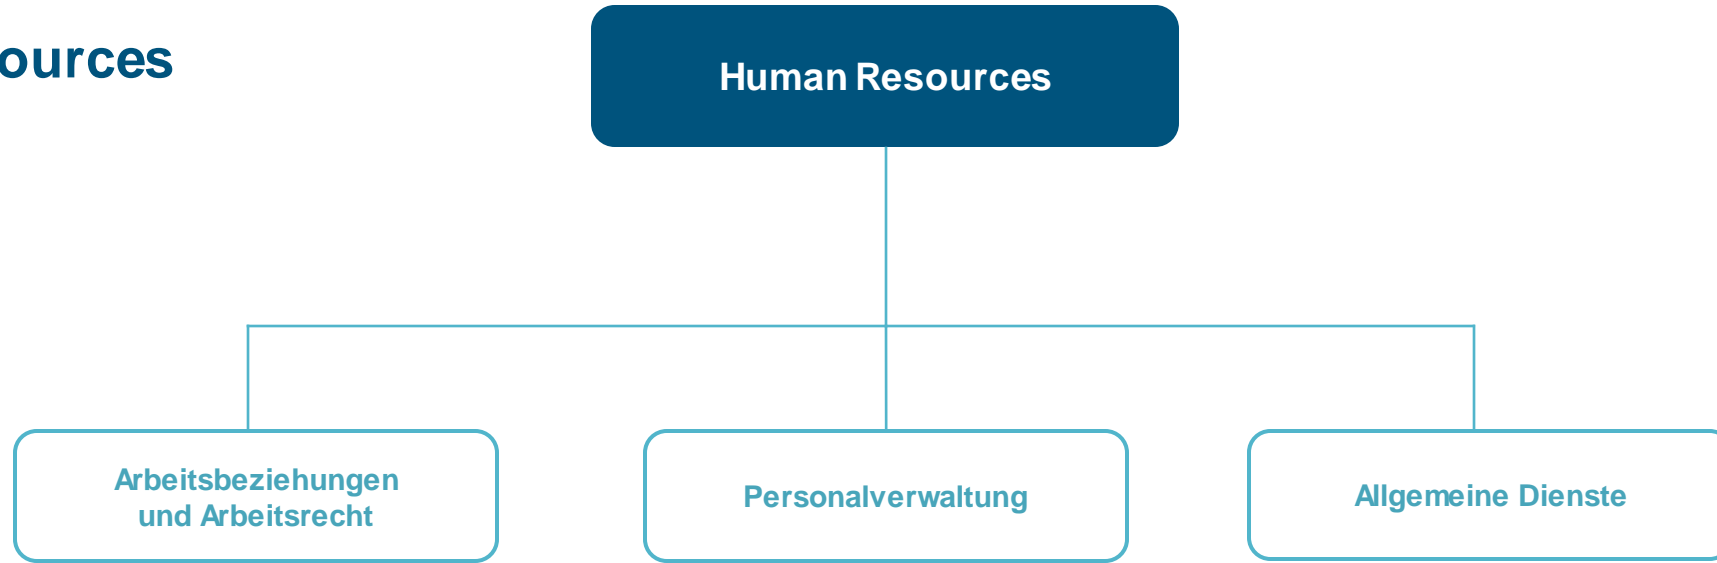 ources
Human Resources
Arbeitsbeziehungen
und Arbeitsrecht
Personalverwaltung
Allgemeine Dienste